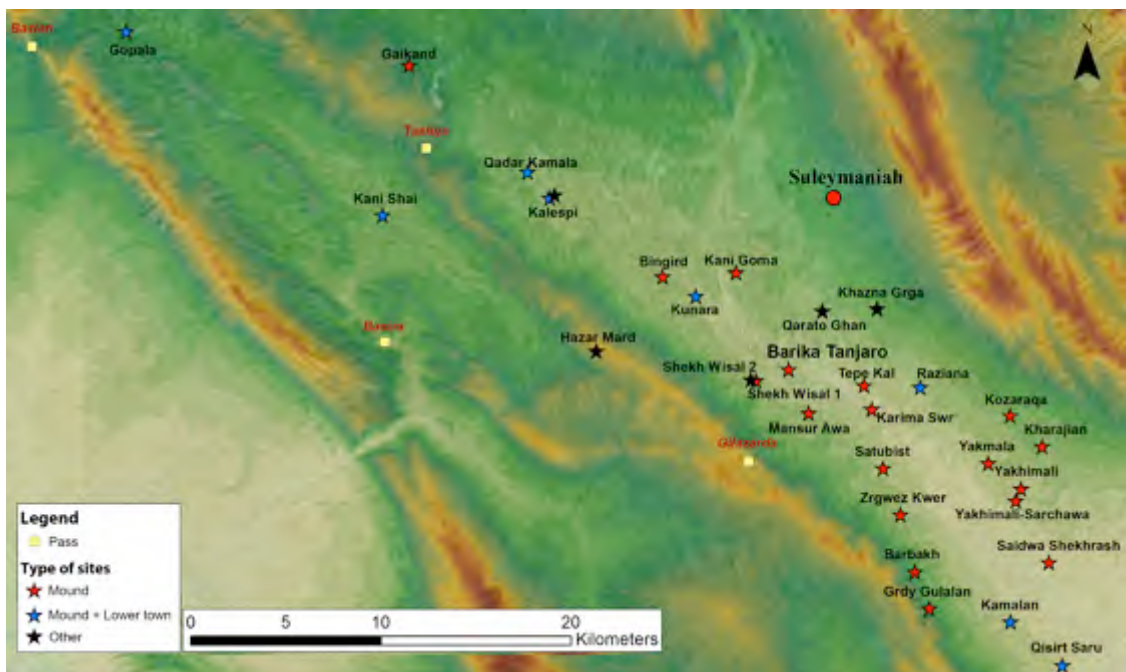 N
Bawan
Gopala
Gaikand
Qadar Kamala
Kani Shai
Kalespi
Suleymaniah
Bingird
Kani Goma
Kunara
Khazna Grga
Qarato Ghan
Hazar Mard
Barika Tanjaro
Shekh Wisal 2
Tepe Kal
Raziana
Shekh Wisal 1
Karima Swr
Kozaraqa
Mansur Awa
Kharajian
Satubist
Yakmala
Yakhimali
Zrgwez Kwer
Yakhimali-Sarchawa
Saidwa Shekhrash
Barbakh
Grdy Gulalan
Kamalan
Qisirt Saru
Legend
Pass
Type of sites
Mound
Mound + Lower town
Other
0 5 10 20
Kilometers